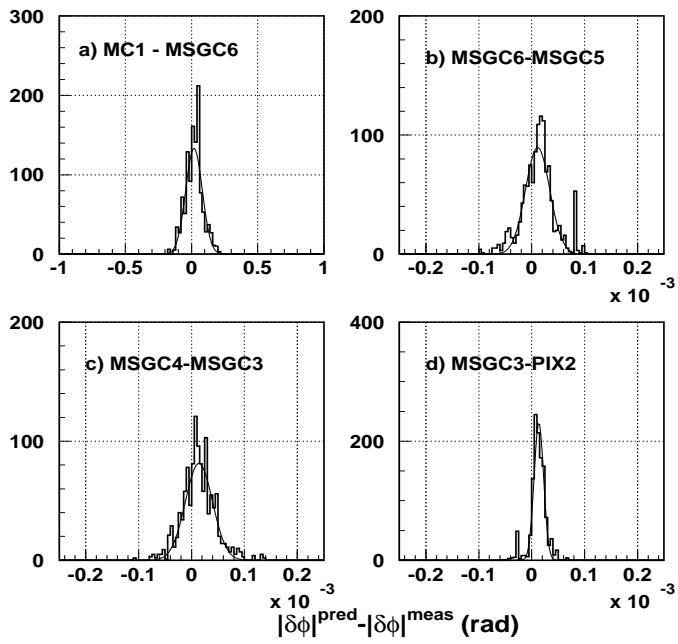 300
200
100
0
a) MC1 - MSGC6
-1 -0.5 0 0.5 1
200
100
0
b) MSGC6-MSGC5
-0.2 -0.1 0 0.1 0.2
x 10 -3
200
100
0
c) MSGC4-MSGC3
-0.2 -0.1 0 0.1 0.2
x 10 -3
400
200
0
d) MSGC3-PIX2
-0.2 -0.1 0 0.1 0.2
x 10 -3
|δϕ|pred-|δϕ|meas (rad)